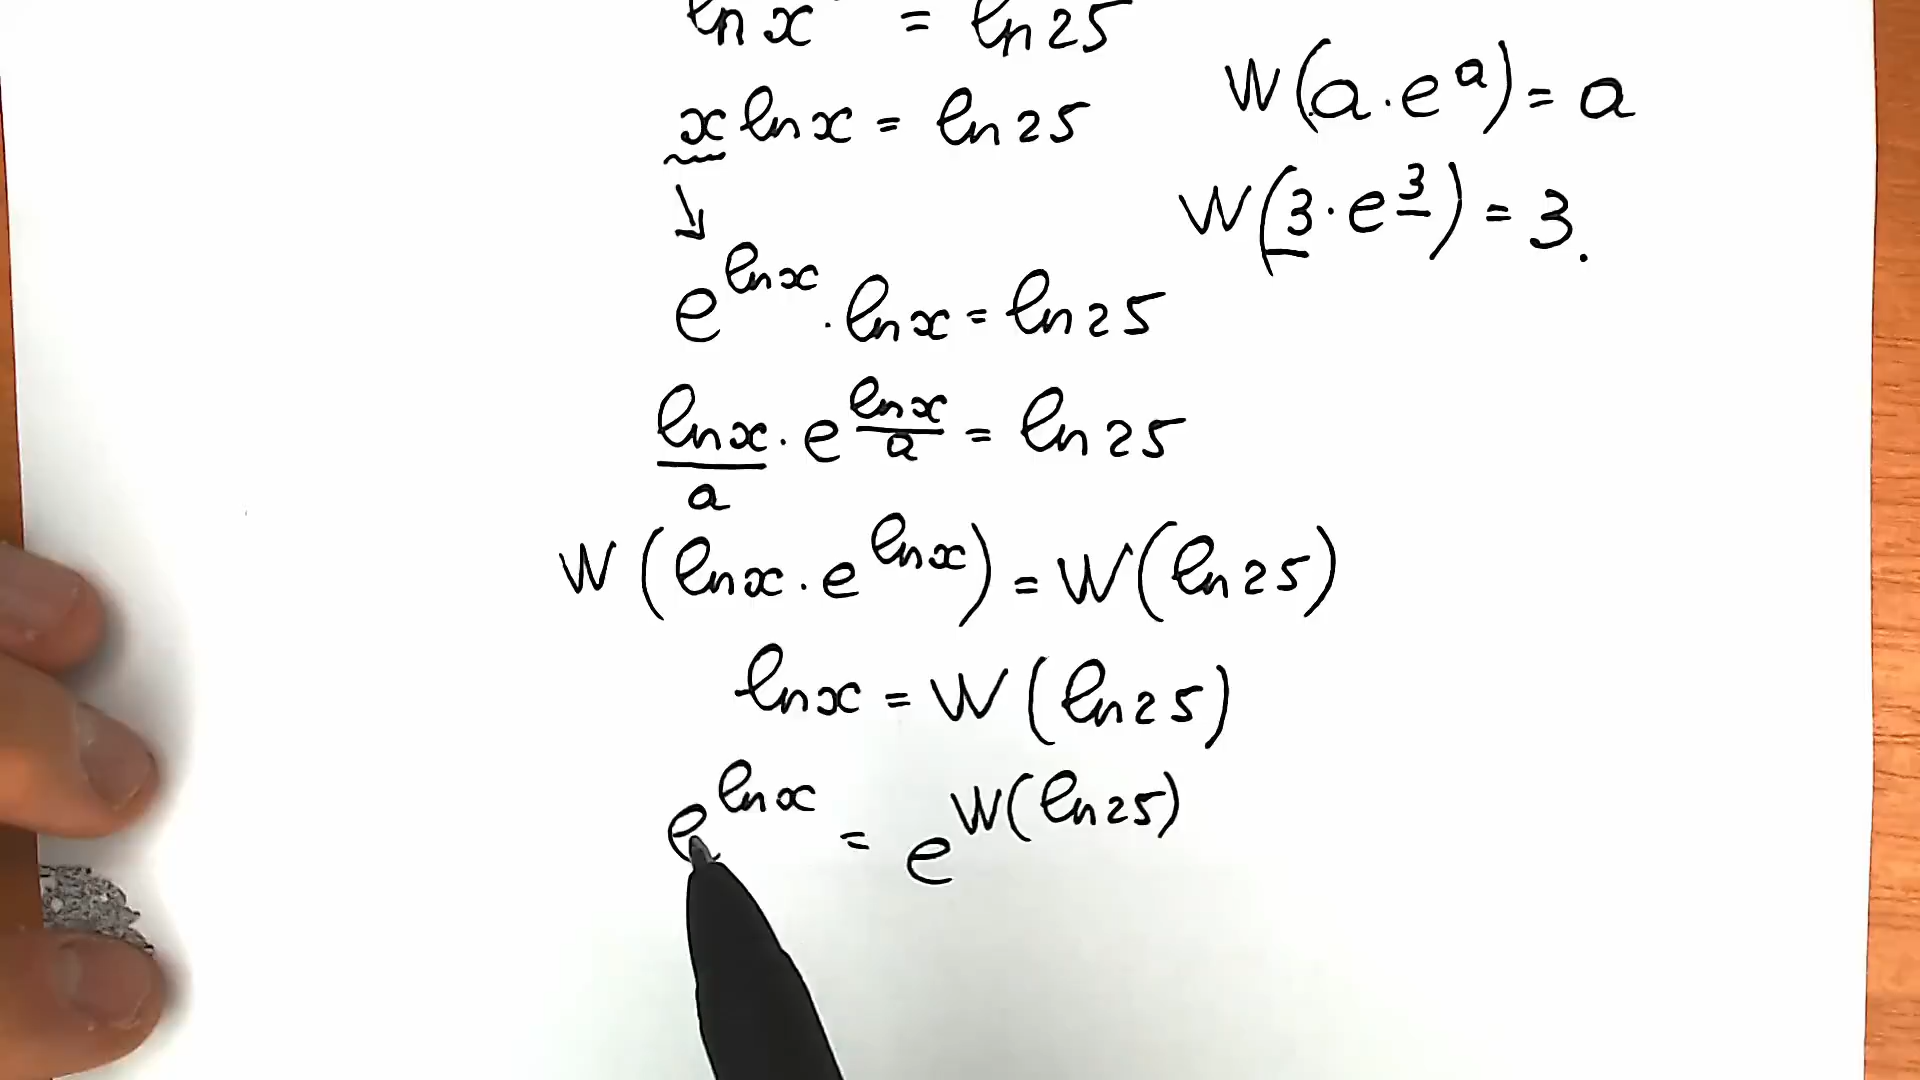 ln x = ln 25
x ln x = ln 25
e^{ln x} · ln x = ln 25
ln x · e^{ln x} = ln 25
a a
W(ln x · e^{ln x}) = W(ln 25)
ln x = W(ln 25)
e^{ln x} = e^{W(ln 25)}
W(a · e^a) = a
W(3 · e^3) = 3.